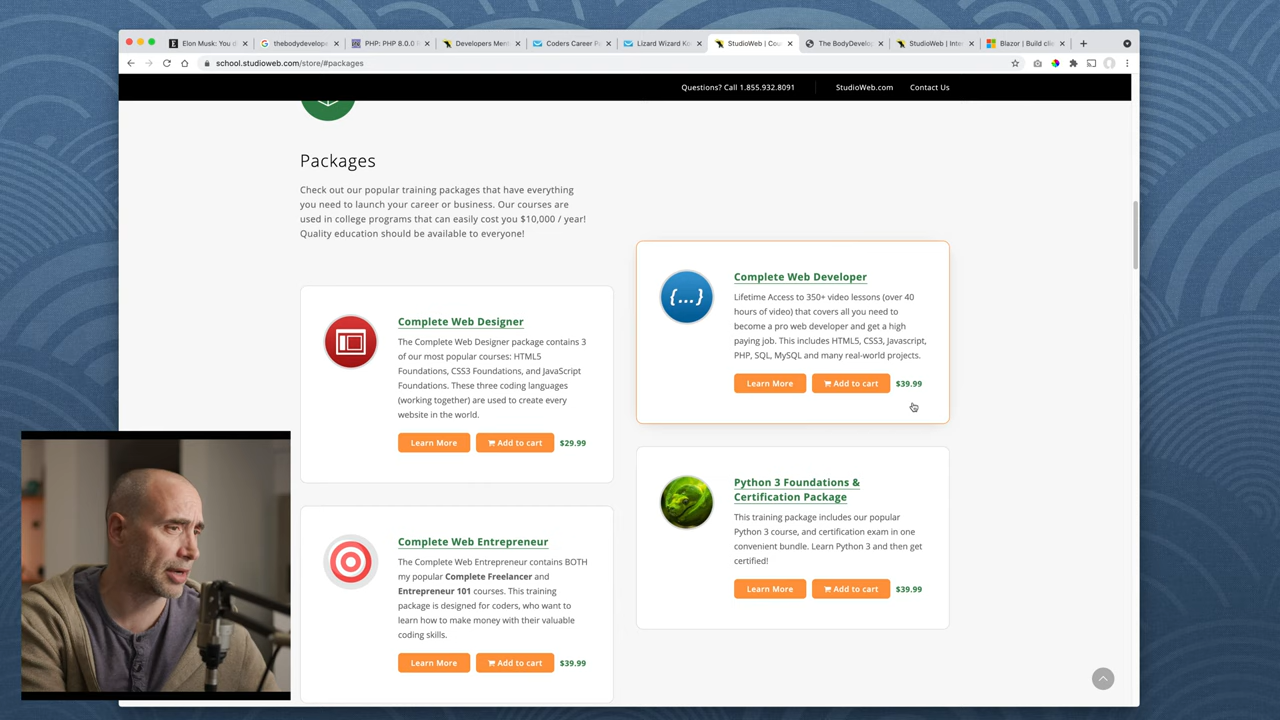 Elon Musk: You d
thebodydevelope
PHP: PHP 8.0.0 R
Developers Mem
Coders Career Po
Lizard Wizard Ko
StudioWeb | Cou
The BodyDevelop
StudioWeb | Inte
Blazor | Build clie
school.studioweb.com/store/#packages
Questions? Call 1.855.932.8091
StudioWeb.com
Contact Us
Packages
Check out our popular training packages that have everything
you need to launch your career or business. Our courses are
used in college programs that can easily cost you $10,000 / year!
Quality education should be available to everyone!
Complete Web Designer
The Complete Web Designer package contains 3
of our most popular courses: HTML5
Foundations, CSS3 Foundations, and JavaScript
Foundations. These three coding languages
(working together) are used to create every
website in the world.
Learn More
Add to cart
$29.99
Complete Web Developer
{...}
Lifetime Access to 350+ video lessons (over 40
hours of video) that covers all you need to
become a pro web developer and get a high
paying job. This includes HTML5, CSS3, Javascript,
PHP, SQL, MySQL and many real-world projects.
Learn More
Add to cart
$39.99
Complete Web Entrepreneur
The Complete Web Entrepreneur contains BOTH
my popular Complete Freelancer and
Entrepreneur 101 courses. This training
package is designed for coders, who want to
learn how to make money with their valuable
coding skills.
Learn More
Add to cart
$39.99
Python 3 Foundations &
Certification Package
This training package includes our popular
Python 3 course, and certification exam in one
convenient bundle. Learn Python 3 and then get
certified!
Learn More
Add to cart
$39.99